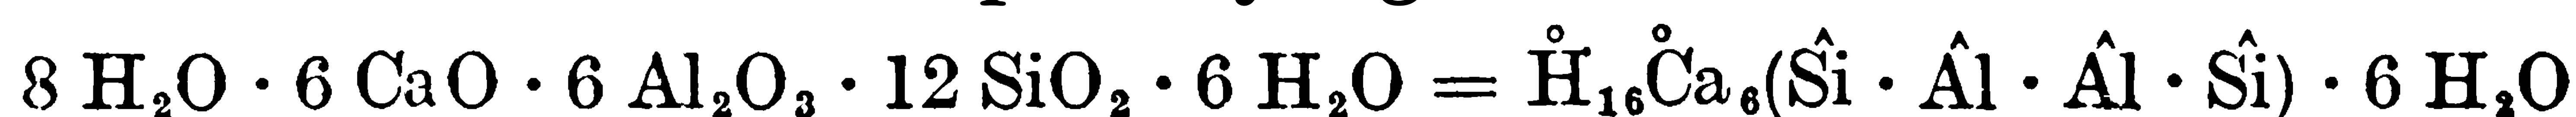 8 H₂O · 6 CaO · 6 Al₂O₃ · 12 SiO₂ · 6 H₂O = H̊₁₆C̊a₆(Ŝi · Âl · Âl · Ŝi) · 6 H₂O